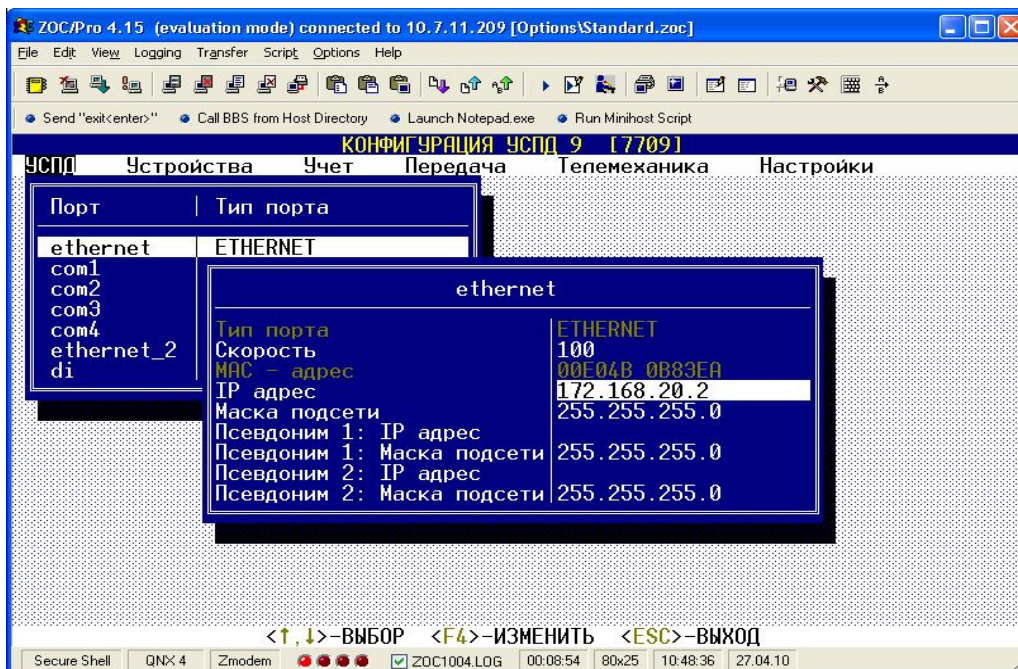 ZOC/Pro 4.15 (evaluation mode) connected to 10.7.11.209 [Options\Standard.zoc]
File Edit View Logging Transfer Script Options Help
Send "exit<enter>" Call BBS from Host Directory Launch Notepad.exe Run Minihost Script
КОНФИГУРАЦИЯ УСПД 9 [7709]
УСПД Устройства Учет Передача Телемеханика Настройки
Порт Тип порта
ethernet ETHERNET
com1
com2
com3
com4
ethernet_2
di
ethernet
Тип порта ETHERNET
Скорость 100
MAC - адрес 00E04B 0B83EA
IP адрес 172.168.20.2
Маска подсети 255.255.255.0
Псевдоним 1: IP адрес
Псевдоним 1: Маска подсети 255.255.255.0
Псевдоним 2: IP адрес
Псевдоним 2: Маска подсети 255.255.255.0
<↑,↓>-ВЫБОР <F4>-ИЗМЕНИТЬ <ESC>-ВЫХОД
Secure Shell QNX 4 Zmodem ZOC1004.LOG 00:08:54 80x25 10:48:36 27.04.10